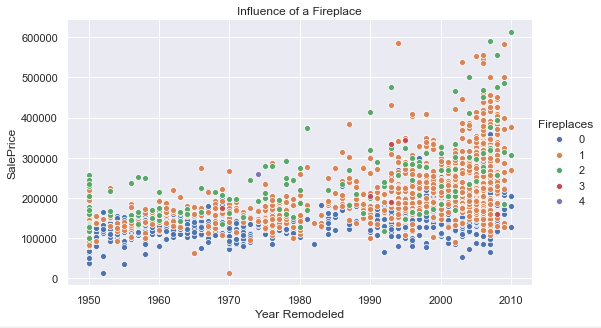 Influence of a Fireplace
600000
500000
400000
300000
200000
100000
0
SalePrice
1950 1960 1970 1980 1990 2000 2010
Year Remodeled
Fireplaces
0
1
2
3
4